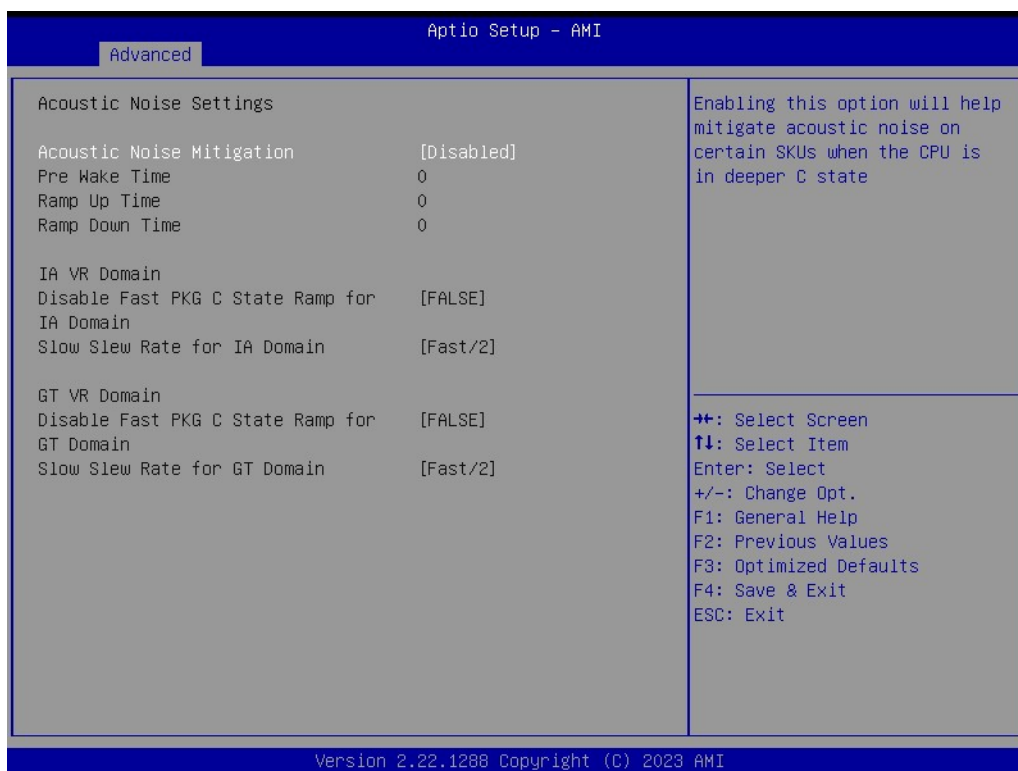 Aptio Setup – AMI
Advanced
Acoustic Noise Settings
Acoustic Noise Mitigation [Disabled]
Pre Wake Time 0
Ramp Up Time 0
Ramp Down Time 0
IA VR Domain
Disable Fast PKG C State Ramp for [FALSE]
IA Domain
Slow Slew Rate for IA Domain [Fast/2]
GT VR Domain
Disable Fast PKG C State Ramp for [FALSE]
GT Domain
Slow Slew Rate for GT Domain [Fast/2]
Enabling this option will help
mitigate acoustic noise on
certain SKUs when the CPU is
in deeper C state
→←: Select Screen
↑↓: Select Item
Enter: Select
+/-: Change Opt.
F1: General Help
F2: Previous Values
F3: Optimized Defaults
F4: Save & Exit
ESC: Exit
Version 2.22.1288 Copyright (C) 2023 AMI